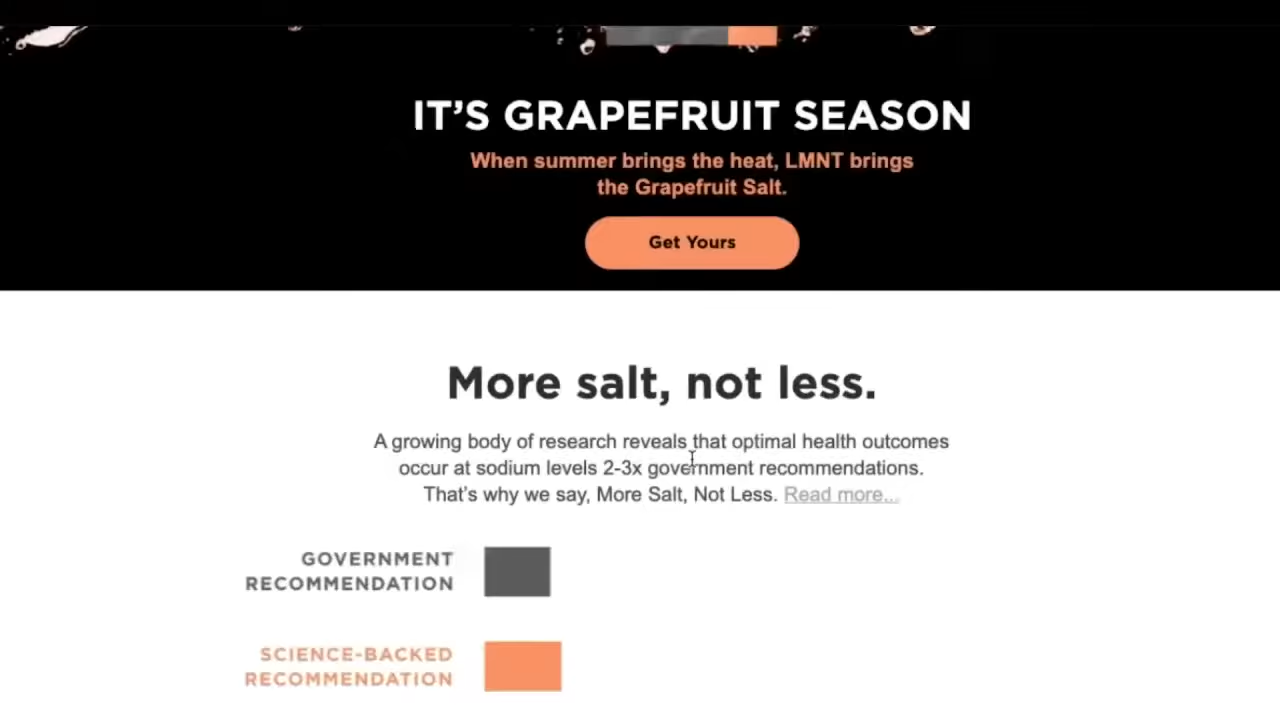 IT'S GRAPEFRUIT SEASON
When summer brings the heat, LMNT brings
the Grapefruit Salt.
Get Yours
More salt, not less.
A growing body of research reveals that optimal health outcomes
occur at sodium levels 2-3x government recommendations.
That's why we say, More Salt, Not Less. Read more...
GOVERNMENT
RECOMMENDATION
SCIENCE-BACKED
RECOMMENDATION